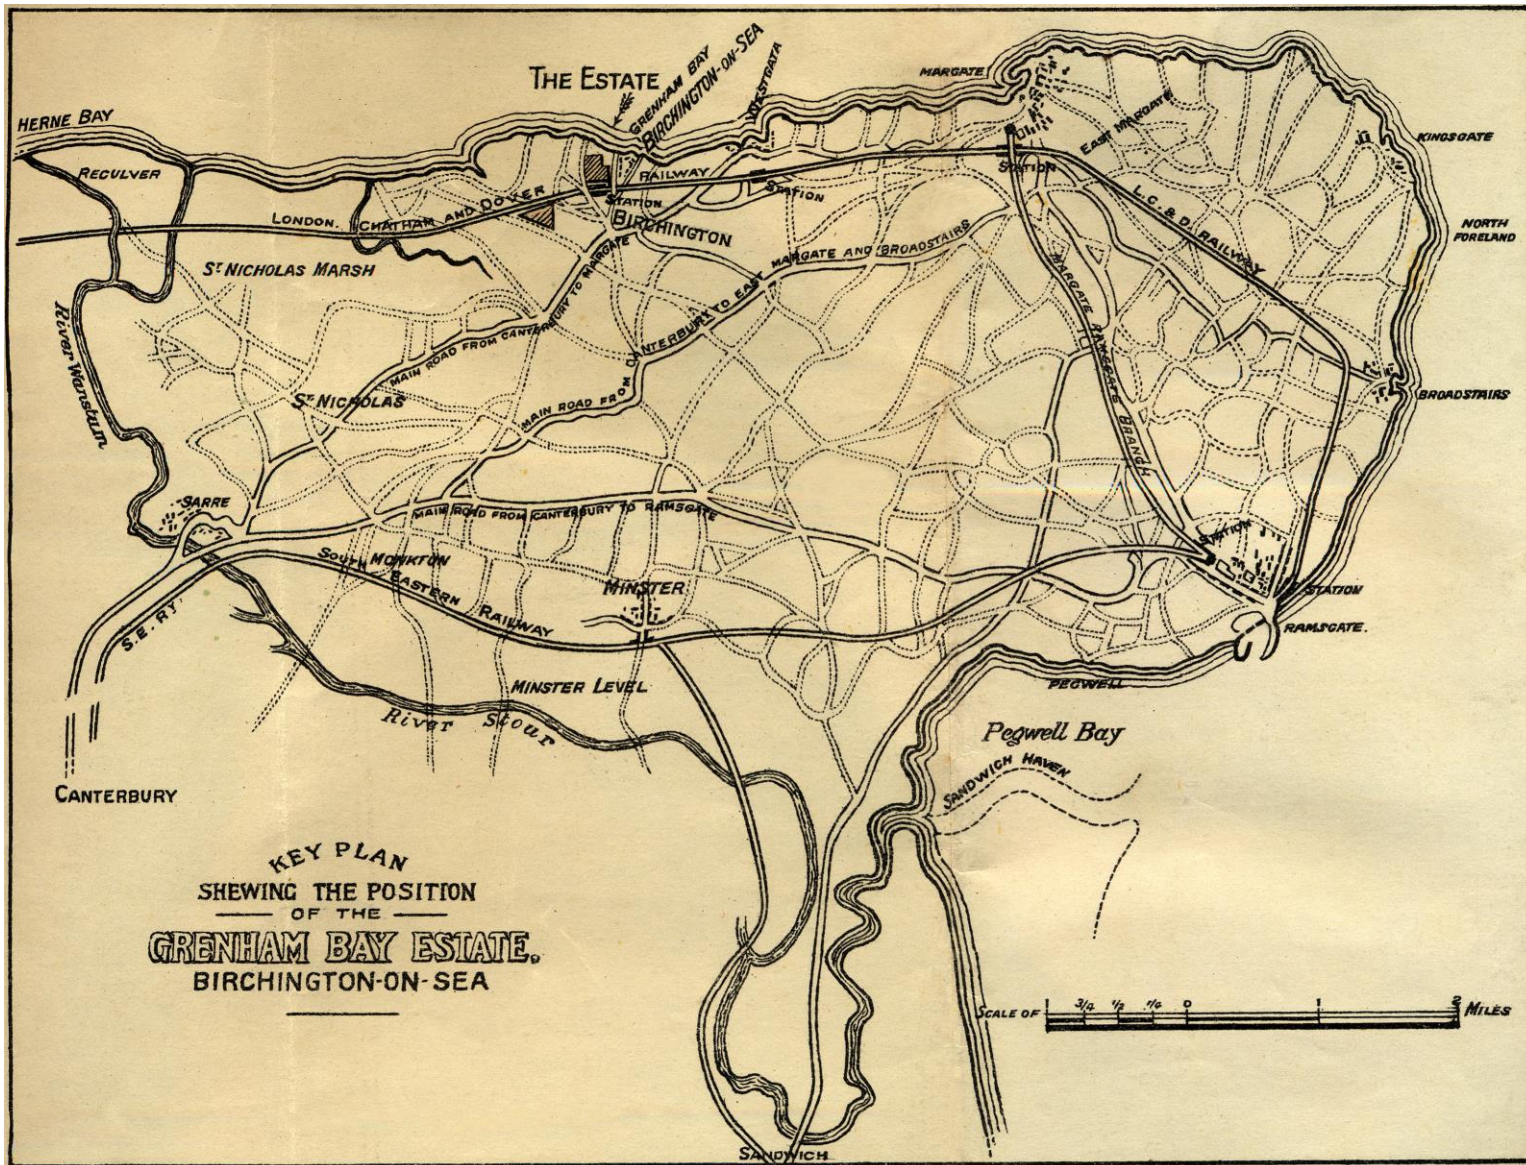 THE ESTATE
GRENHAM BAY
BIRCHINGTON-ON-SEA
WESTGATA
MARGATE
EAST MARGATE
KINGSGATE
HERNE BAY
RECULVER
RAILWAY
STATION
STATION
STATION
LONDON, CHATHAM AND DOVER
BIRCHINGTON
L.C. & D. RAILWAY
NORTH
FORELAND
ST NICHOLAS MARSH
MAIN ROAD FROM CANTERBURY TO MARGATE
MAIN ROAD FROM CANTERBURY TO EAST MARGATE AND BROADSTAIRS
MARGATE RAMSGATE BRANCH
River Wanstum
ST NICHOLAS
BROADSTAIRS
SARRE
MAIN ROAD FROM CANTERBURY TO RAMSGATE
STATION
MONKTON
SOUTH EASTERN RAILWAY
MINSTER
STATION
S.E. RY
RAMSGATE.
MINSTER LEVEL
PEGWELL
River Stour
Pegwell Bay
SANDWICH HAVEN
CANTERBURY
KEY PLAN
SHEWING THE POSITION
OF THE
GRENHAM BAY ESTATE,
BIRCHINGTON-ON-SEA
SCALE OF 1 3/4 1/2 1/4 0 1 2 MILES
SANDWICH